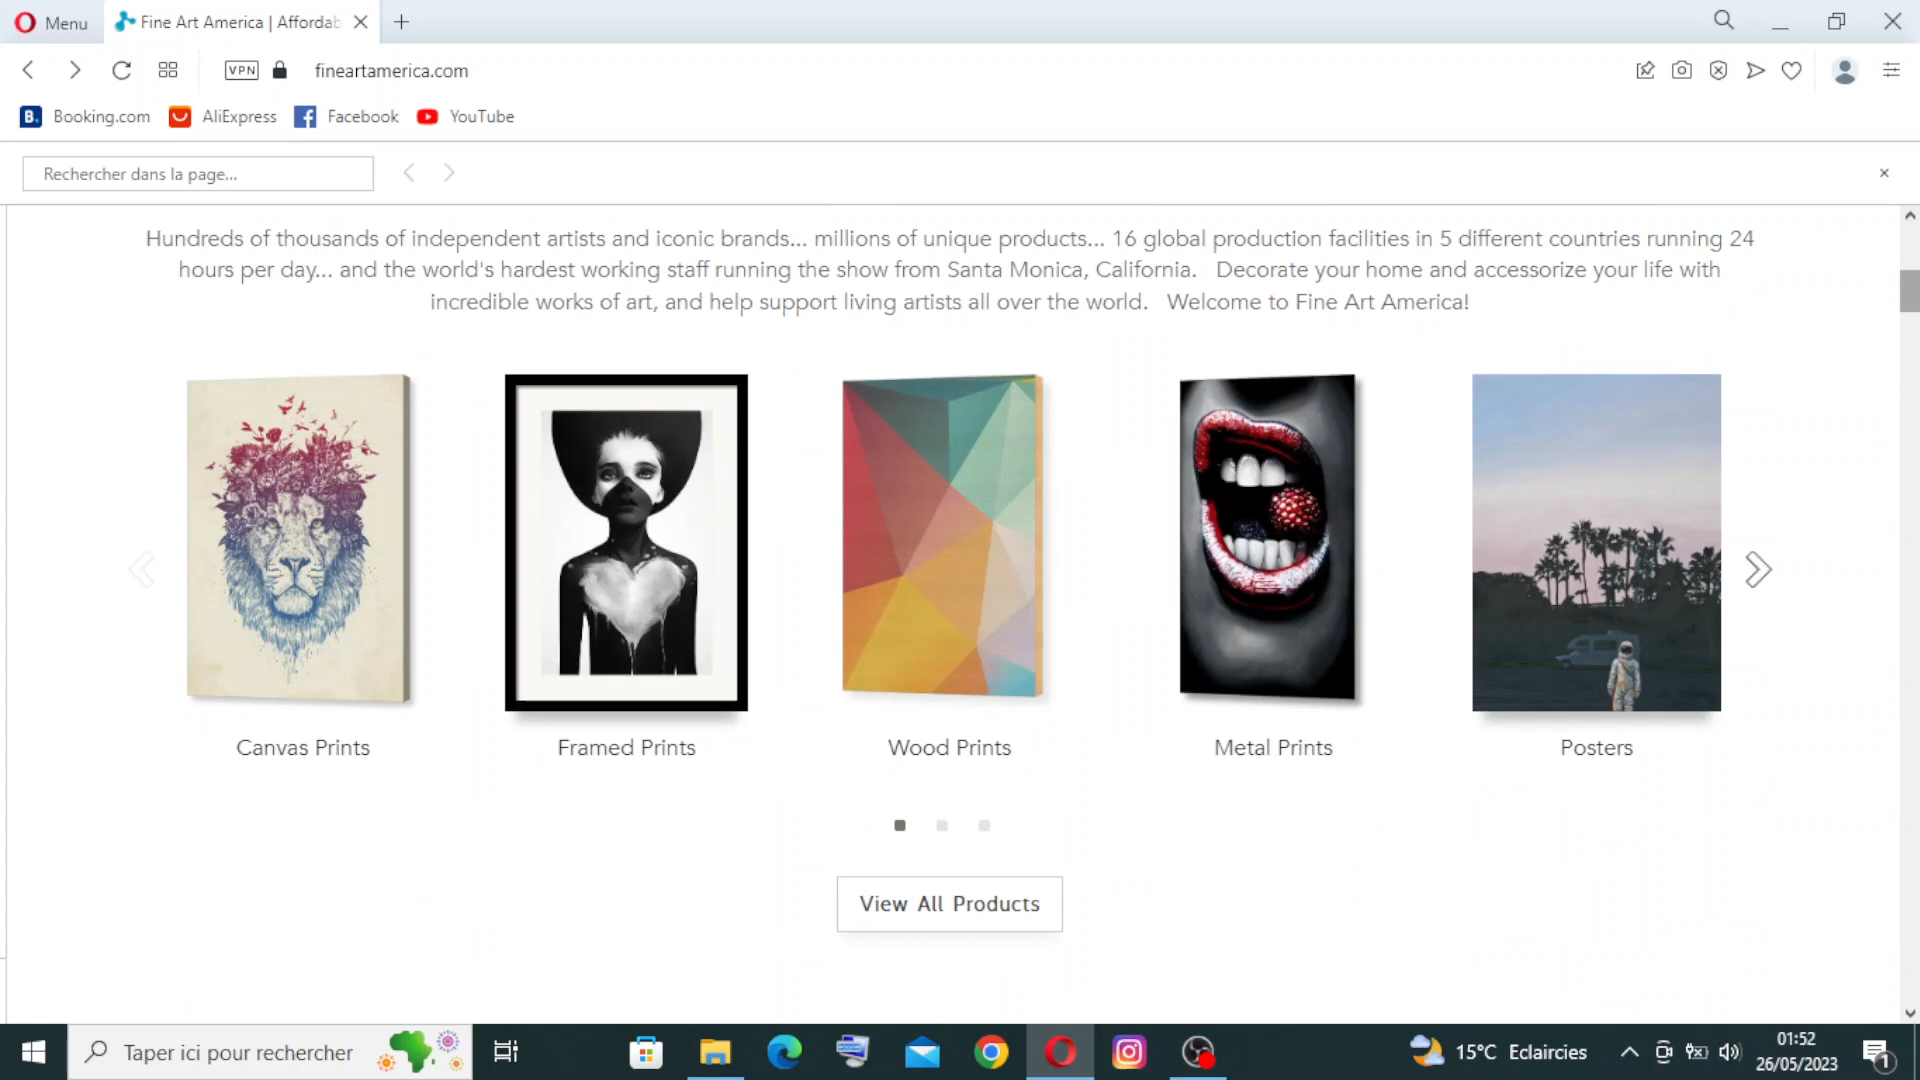 Menu
Fine Art America | Affordab
VPN
fineartamerica.com
B. Booking.com AliExpress Facebook YouTube
Rechercher dans la page...
Hundreds of thousands of independent artists and iconic brands... millions of unique products... 16 global production facilities in 5 different countries running 24
hours per day... and the world's hardest working staff running the show from Santa Monica, California. Decorate your home and accessorize your life with
incredible works of art, and help support living artists all over the world. Welcome to Fine Art America!
Canvas Prints
Framed Prints
Wood Prints
Metal Prints
Posters
View All Products
Taper ici pour rechercher
15°C Eclaircies
01:52
26/05/2023
1